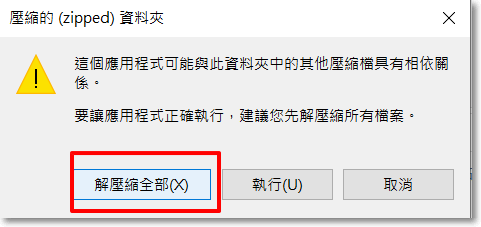 壓縮的 (zipped) 資料夾
這個應用程式可能與此資料夾中的其他壓縮檔具有相依關
係。
要讓應用程式正確執行，建議您先解壓縮所有檔案。
解壓縮全部(X)
執行(U)
取消